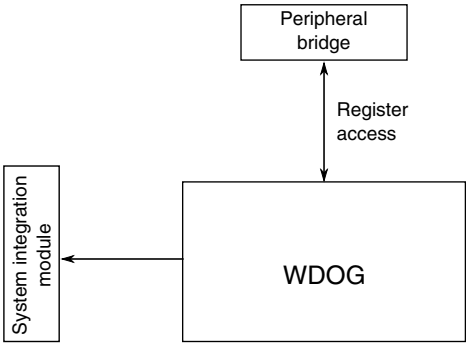 Peripheral
bridge
Register
access
System integration
module
WDOG